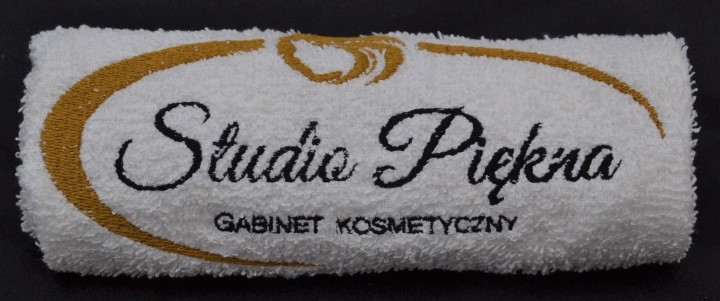 Studio Piękna
GABINET KOSMETYCZNY